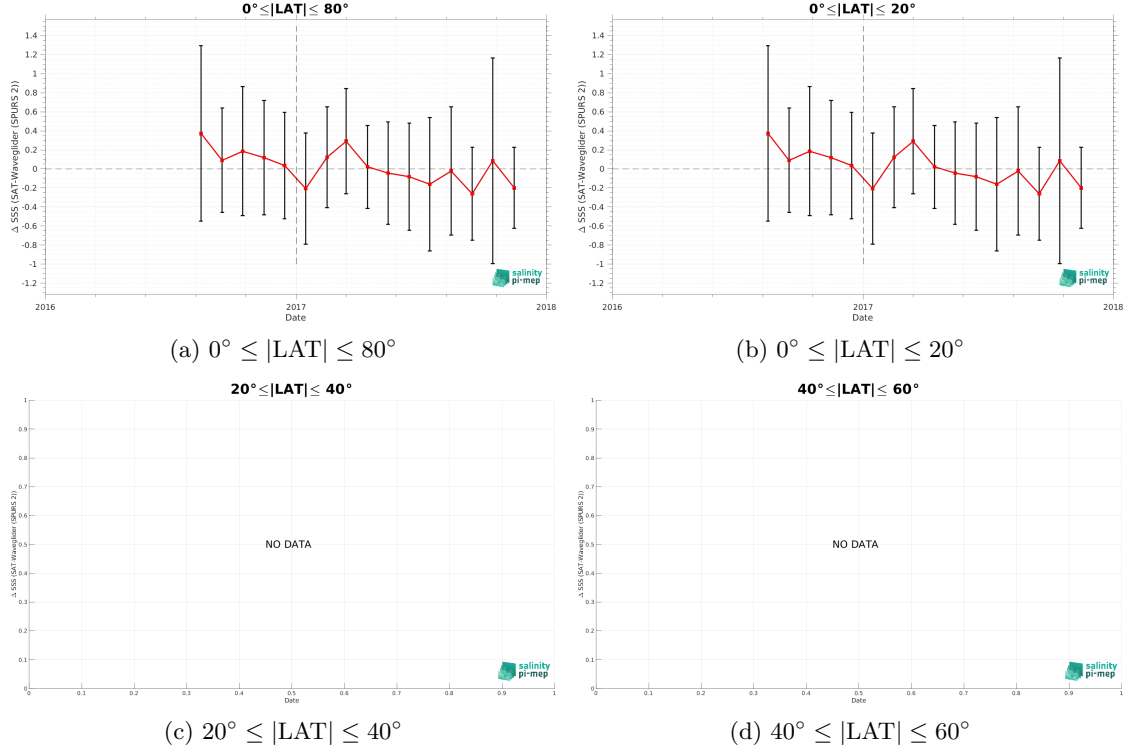 0°≤|LAT|≤ 80°
Δ SSS (SAT-Waveglider (SPURS 2))
1.4
1.2
1
0.8
0.6
0.4
0.2
0
-0.2
-0.4
-0.6
-0.8
-1
-1.2
2016
2017
2018
Date
salinity
pi-mep
(a) 0° ≤ |LAT| ≤ 80°
0°≤|LAT|≤ 20°
Δ SSS (SAT-Waveglider (SPURS 2))
1.4
1.2
1
0.8
0.6
0.4
0.2
0
-0.2
-0.4
-0.6
-0.8
-1
-1.2
2016
2017
2018
Date
salinity
pi-mep
(b) 0° ≤ |LAT| ≤ 20°
20°≤|LAT|≤ 40°
Δ SSS (SAT-Waveglider (SPURS 2))
1
0.9
0.8
0.7
0.6
0.5
0.4
0.3
0.2
0.1
0
NO DATA
0 0.1 0.2 0.3 0.4 0.5 0.6 0.7 0.8 0.9 1
Date
salinity
pi-mep
(c) 20° ≤ |LAT| ≤ 40°
40°≤|LAT|≤ 60°
Δ SSS (SAT-Waveglider (SPURS 2))
1
0.9
0.8
0.7
0.6
0.5
0.4
0.3
0.2
0.1
0
NO DATA
0 0.1 0.2 0.3 0.4 0.5 0.6 0.7 0.8 0.9 1
Date
salinity
pi-mep
(d) 40° ≤ |LAT| ≤ 60°